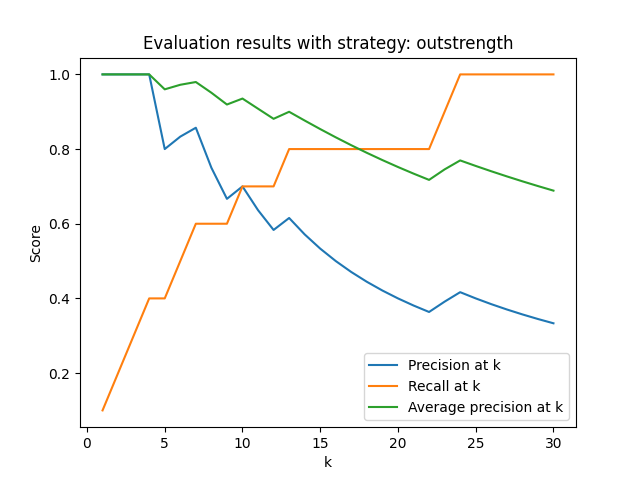 Evaluation results with strategy: outstrength
1.0
0.8
0.6
0.4
0.2
Score
0 5 10 15 20 25 30
k
Precision at k
Recall at k
Average precision at k